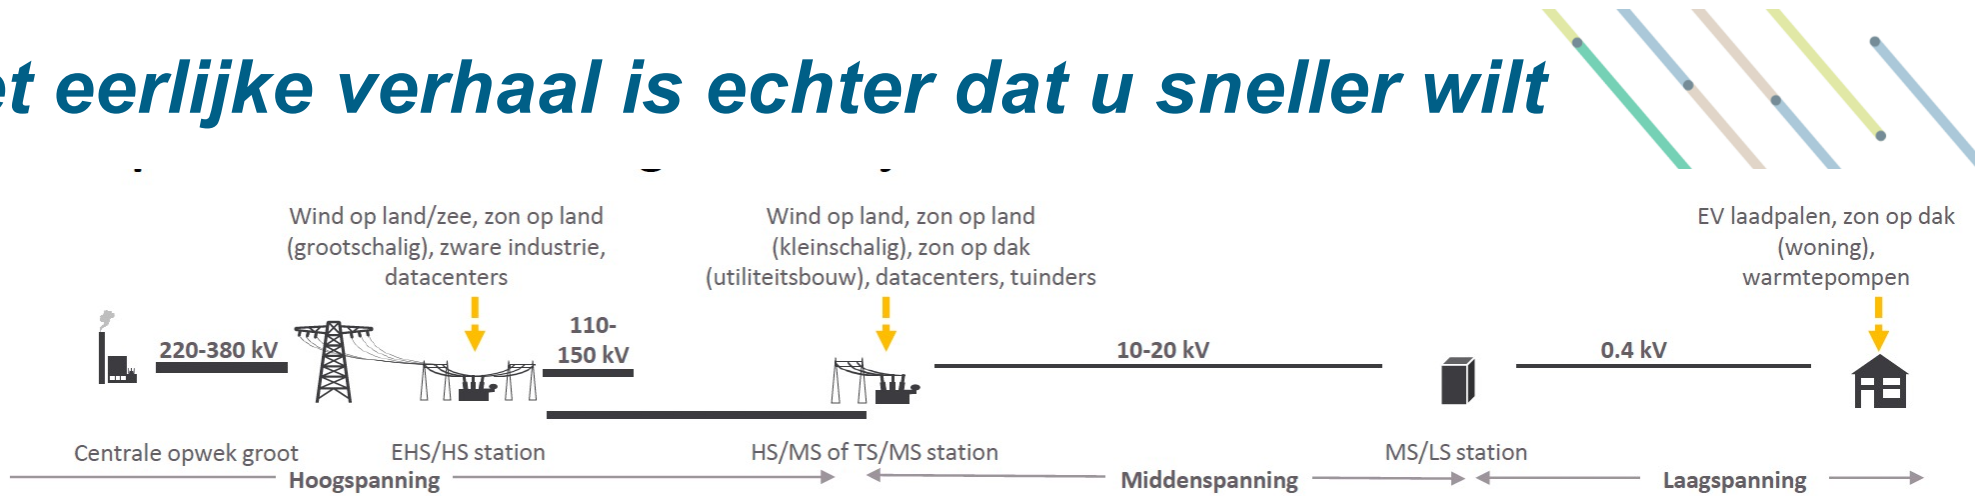 eerlijke verhaal is echter dat u sneller wilt
Wind op land/zee, zon op land
(grootschalig), zware industrie,
datacenters
Wind op land, zon op land
(kleinschalig), zon op dak
(utiliteitsbouw), datacenters, tuinders
EV laadpalen, zon op dak
(woning),
warmtepompen
220-380 kV
110-
150 kV
10-20 kV
0.4 kV
Centrale opwek groot
EHS/HS station
HS/MS of TS/MS station
MS/LS station
Hoogspanning
Middenspanning
Laagspanning